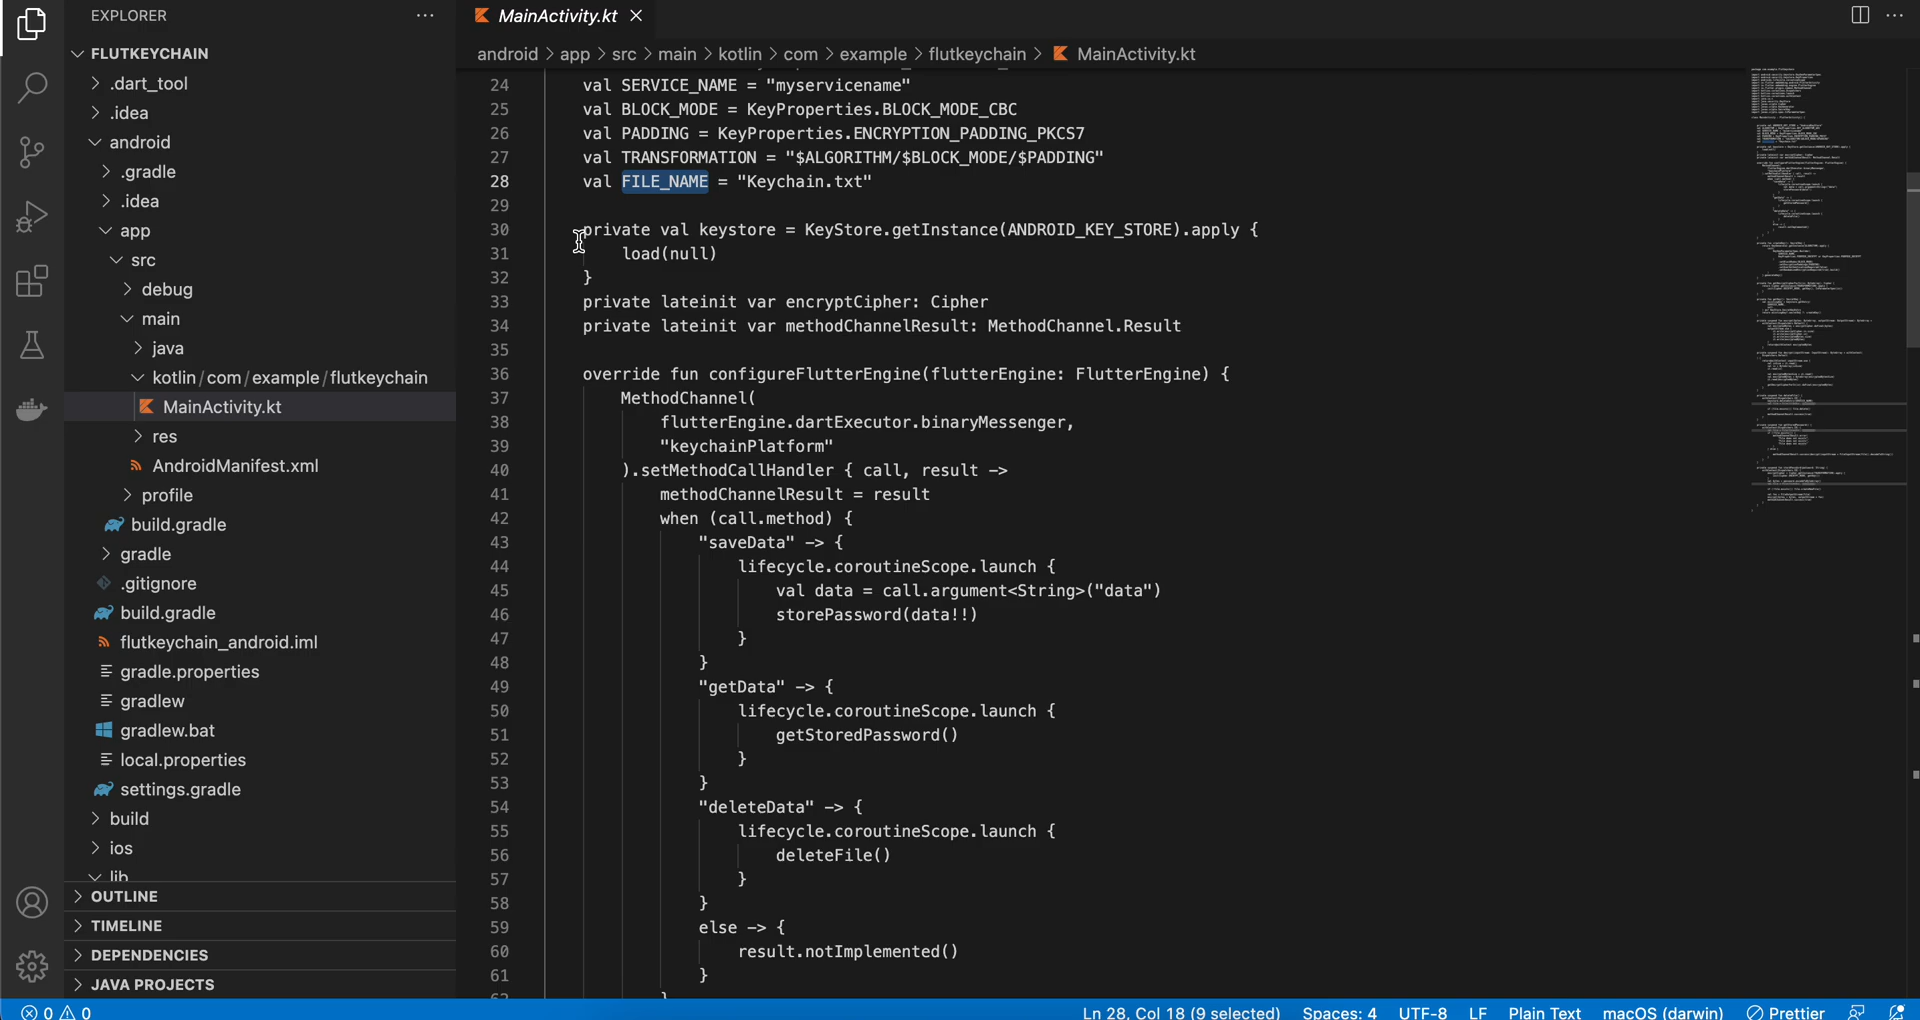 EXPLORER
FLUTKEYCHAIN
.dart_tool
.idea
android
.gradle
.idea
app
src
debug
main
java
kotlin/com/example/flutkeychain
MainActivity.kt
res
AndroidManifest.xml
profile
build.gradle
gradle
.gitignore
build.gradle
flutkeychain_android.iml
gradle.properties
gradlew
gradlew.bat
local.properties
settings.gradle
build
ios
lib
OUTLINE
TIMELINE
DEPENDENCIES
JAVA PROJECTS
MainActivity.kt
android > app > src > main > kotlin > com > example > flutkeychain > MainActivity.kt
24 val SERVICE_NAME = "myservicename"
25 val BLOCK_MODE = KeyProperties.BLOCK_MODE_CBC
26 val PADDING = KeyProperties.ENCRYPTION_PADDING_PKCS7
27 val TRANSFORMATION = "$ALGORITHM/$BLOCK_MODE/$PADDING"
28 val FILE_NAME = "Keychain.txt"
29
30 private val keystore = KeyStore.getInstance(ANDROID_KEY_STORE).apply {
31 load(null)
32 }
33 private lateinit var encryptCipher: Cipher
34 private lateinit var methodChannelResult: MethodChannel.Result
35
36 override fun configureFlutterEngine(flutterEngine: FlutterEngine) {
37 MethodChannel(
38 flutterEngine.dartExecutor.binaryMessenger,
39 "keychainPlatform"
40 ).setMethodCallHandler { call, result ->
41 methodChannelResult = result
42 when (call.method) {
43 "saveData" -> {
44 lifecycle.coroutineScope.launch {
45 val data = call.argument<String>("data")
46 storePassword(data!!)
47 }
48 }
49 "getData" -> {
50 lifecycle.coroutineScope.launch {
51 getStoredPassword()
52 }
53 }
54 "deleteData" -> {
55 lifecycle.coroutineScope.launch {
56 deleteFile()
57 }
58 }
59 else -> {
60 result.notImplemented()
61 }
62 }
0 0
Ln 28, Col 18 (9 selected) Spaces: 4 UTF-8 LF Plain Text macOS (darwin) Prettier